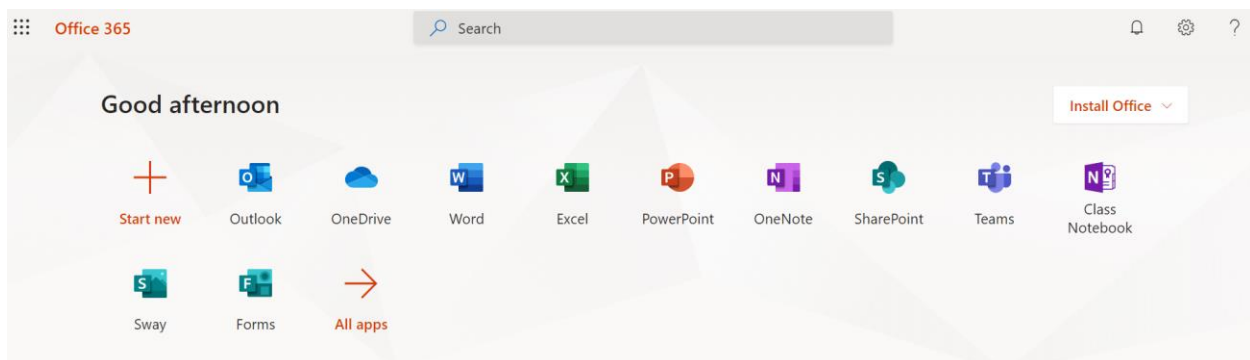 Office 365
Search
?
Good afternoon
Install Office
Start new
Outlook
OneDrive
Word
Excel
PowerPoint
OneNote
SharePoint
Teams
Class
Notebook
Sway
Forms
All apps